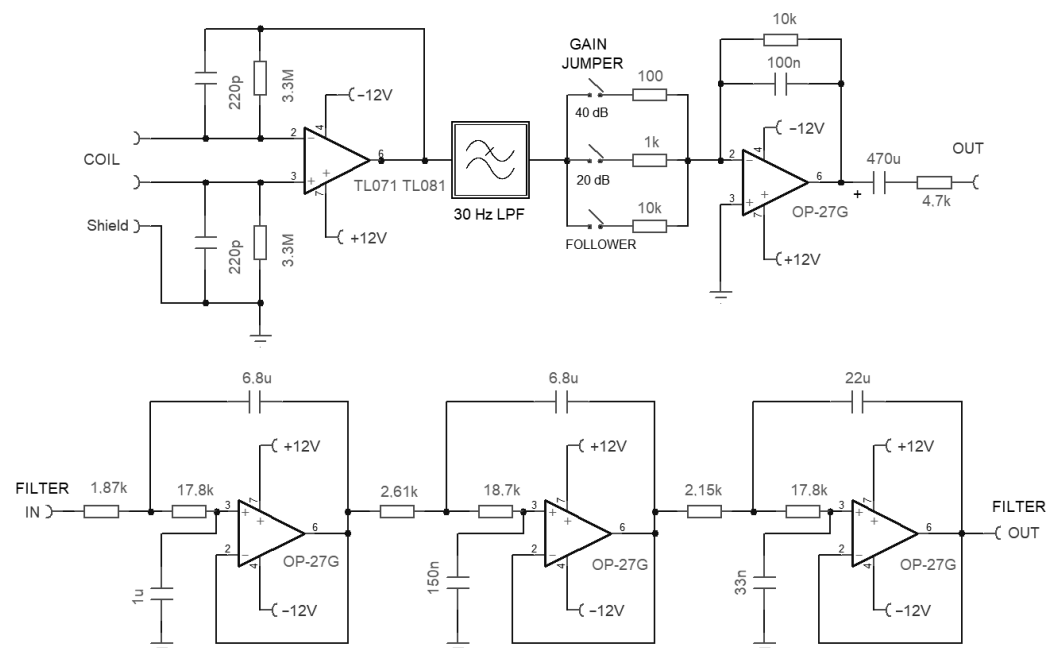 10k
GAIN
JUMPER
100n
100
220p
3.3M
−12V
40 dB
−12V
4
2
6
COIL
1k
4
2
6
470u
OUT
3
7
TL071 TL081
20 dB
3
7
+
4.7k
30 Hz LPF
10k
OP-27G
Shield
+12V
FOLLOWER
+12V
220p
3.3M
6.8u
6.8u
22u
+12V
+12V
+12V
FILTER
IN
1.87k
17.8k
7
3
2.61k
18.7k
7
3
2.15k
17.8k
7
3
FILTER
OUT
6
6
6
2
4
OP-27G
2
4
OP-27G
2
4
OP-27G
1u
150n
33n
−12V
−12V
−12V